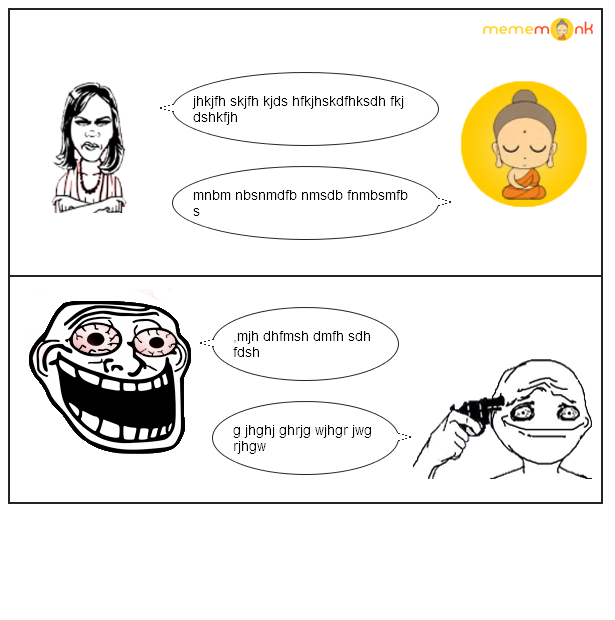 mememonk
jhkjfh skjfh kjds hfkjhskdfhksdh fkj
dshkfjh
mnbm nbsnmdfb nmsdb fnmbsmfb
s
,mjh dhfmsh dmfh sdh
fdsh
g jhghj ghrjg wjhgr jwg
rjhgw